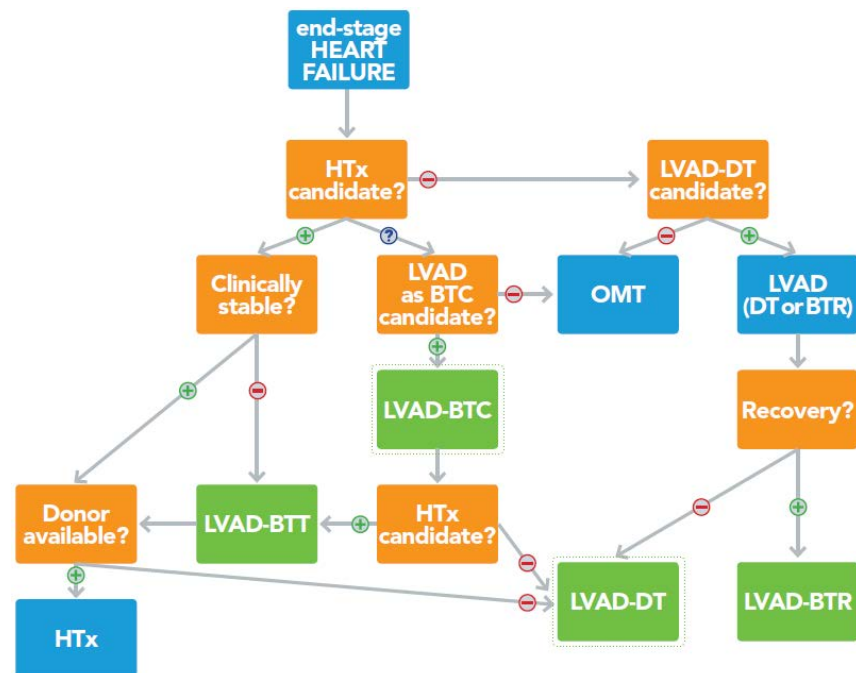 end-stage
HEART
FAILURE
HTx
candidate?
−
LVAD-DT
candidate?
+
?
−
+
Clinically
stable?
LVAD
as BTC
candidate?
−
OMT
LVAD
(DT or BTR)
+
−
+
LVAD-BTC
Recovery?
Donor
available?
LVAD-BTT
+
HTx
candidate?
−
+
−
+
−
LVAD-DT
LVAD-BTR
HTx